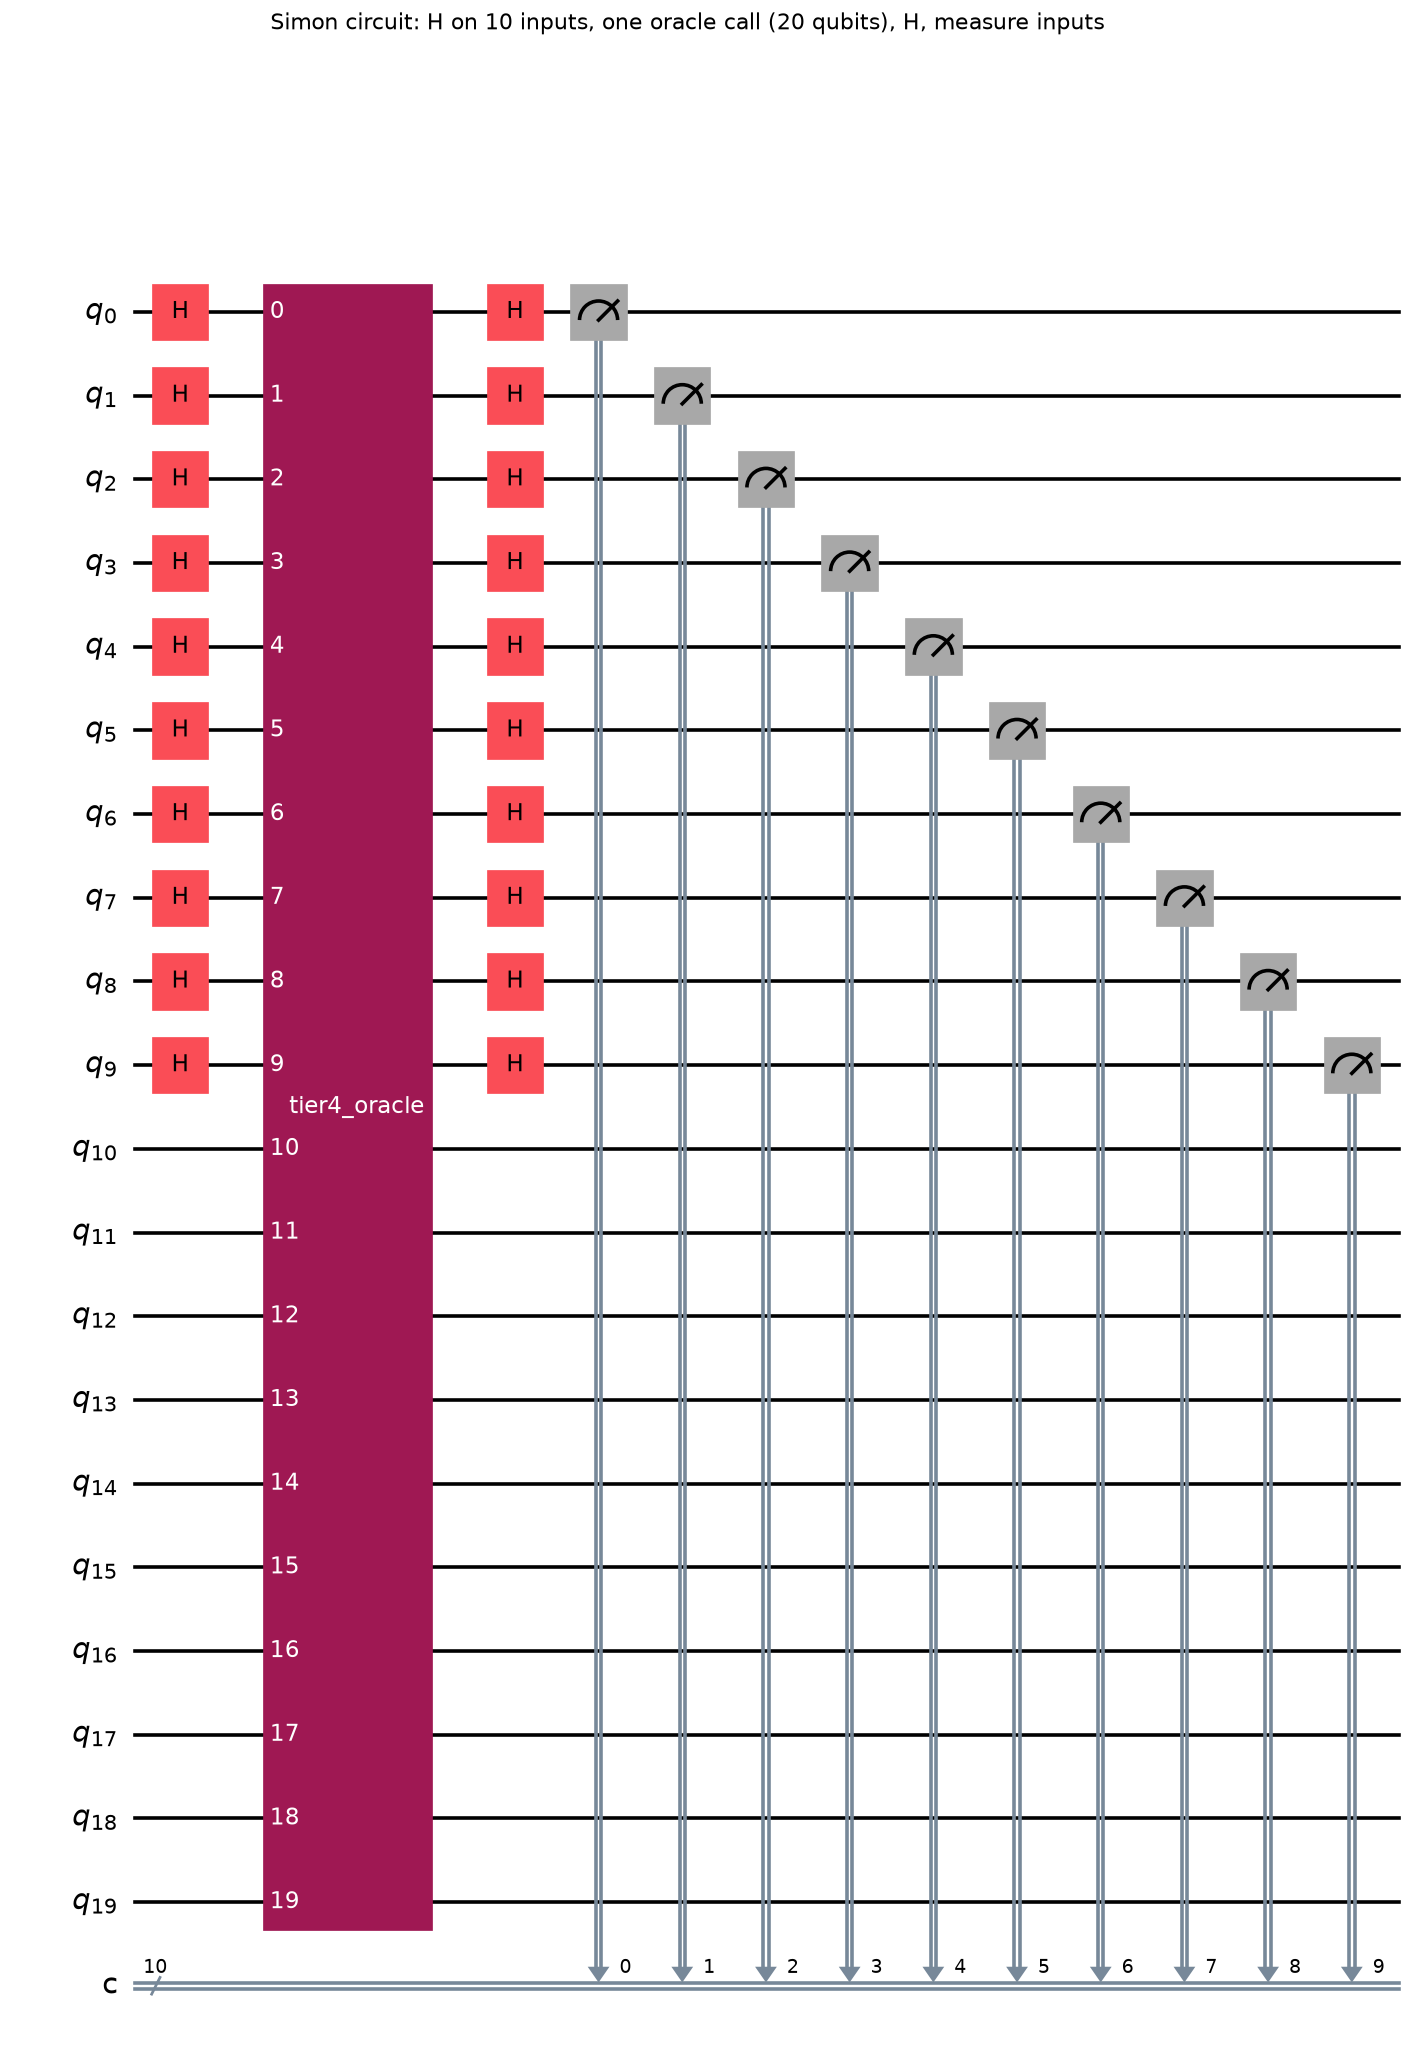 Simon circuit: H on 10 inputs, one oracle call (20 qubits), H, measure inputs
q0 H 0 H
q1 H 1 H
q2 H 2 H
q3 H 3 H
q4 H 4 H
q5 H 5 H
q6 H 6 H
q7 H 7 H
q8 H 8 H
q9 H 9 H
tier4_oracle
q10 10
q11 11
q12 12
q13 13
q14 14
q15 15
q16 16
q17 17
q18 18
q19 19
10 0 1 2 3 4 5 6 7 8 9
c